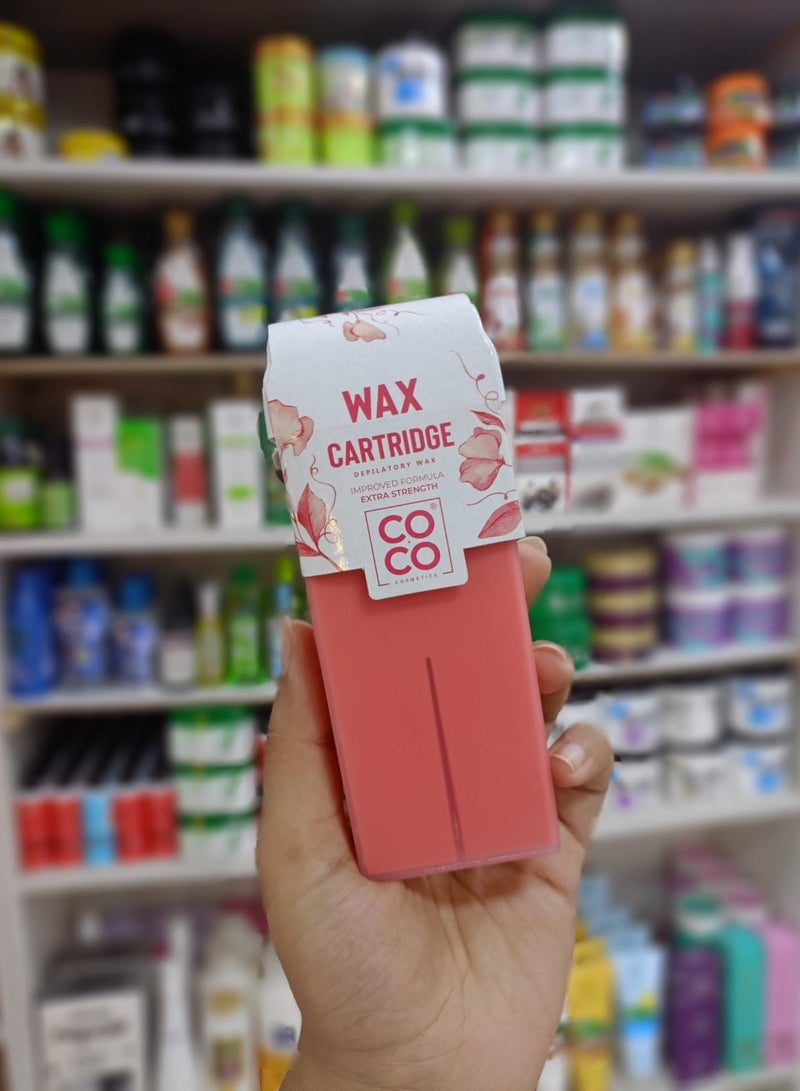 WAX
CARTRIDGE
DEPILATORY WAX
IMPROVED FORMULA
EXTRA STRENGTH
CO
CO
®
COSMETICS